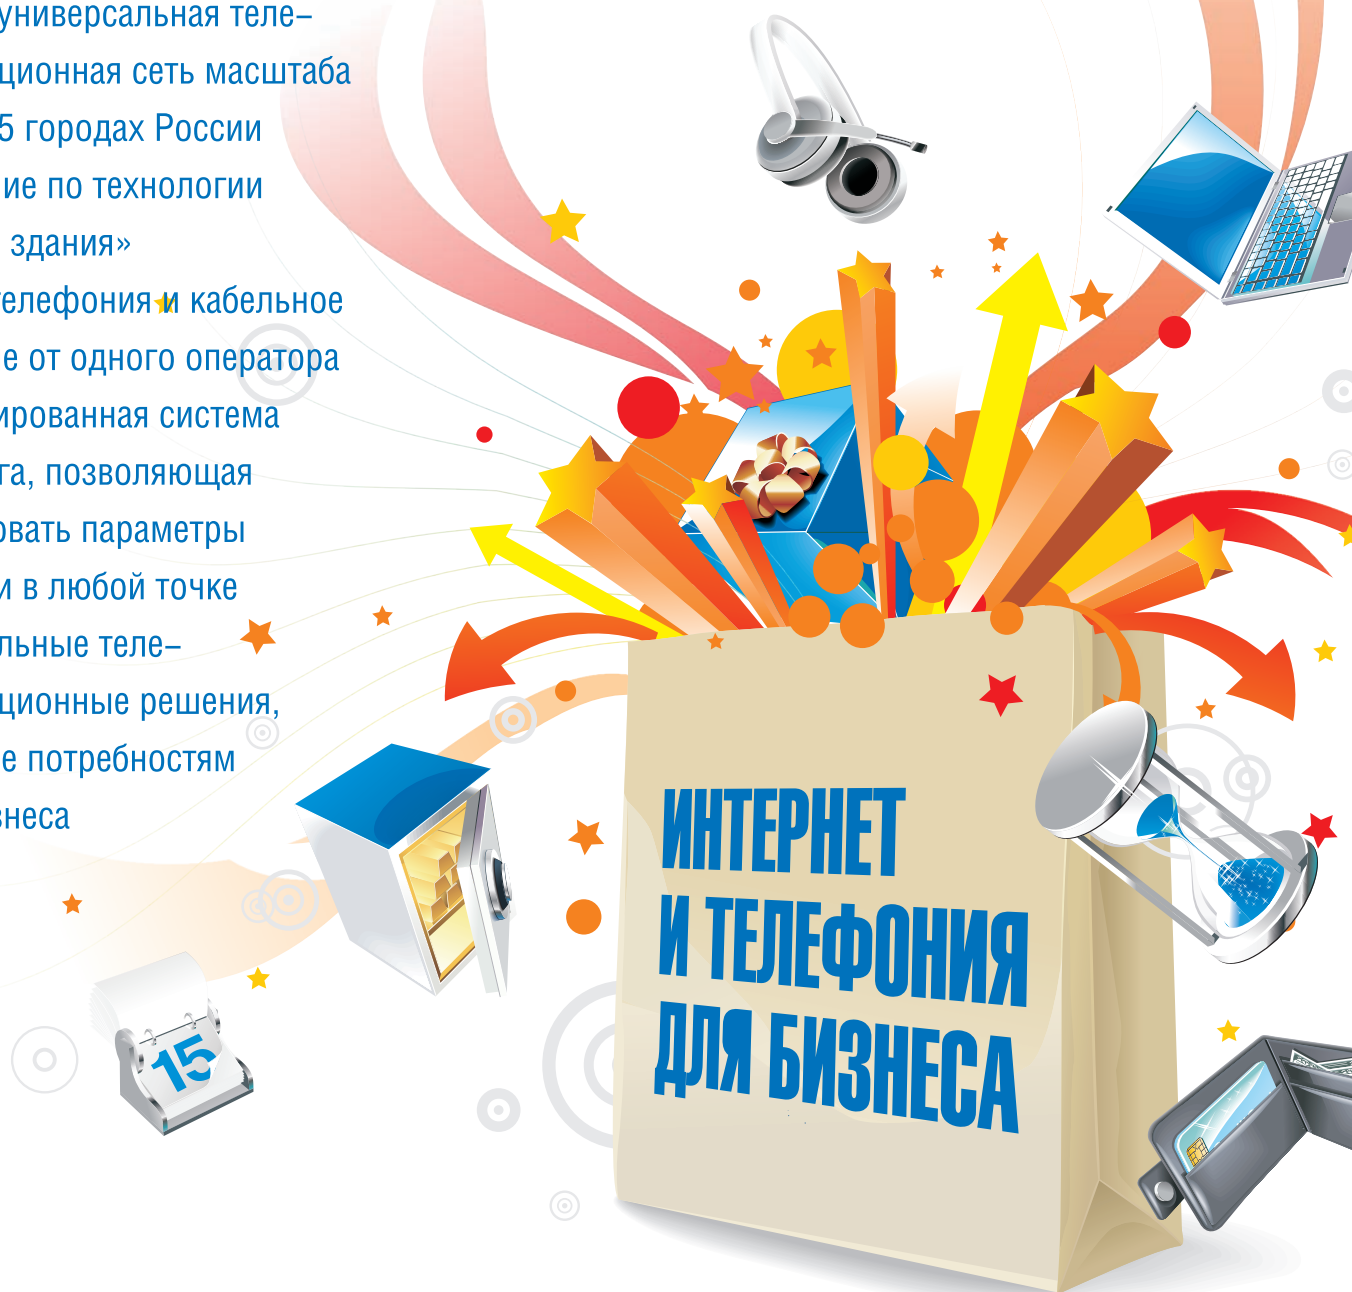 универсальная теле–
ционная сеть масштаба
5 городах России
ие по технологии
здания»
телефония и кабельное
е от одного оператора
ированная система
га, позволяющая
овать параметры
и в любой точке
льные теле–
ционные решения,
е потребностям
знеса
15
ИНТЕРНЕТ
И ТЕЛЕФОНИЯ
ДЛЯ БИЗНЕСА